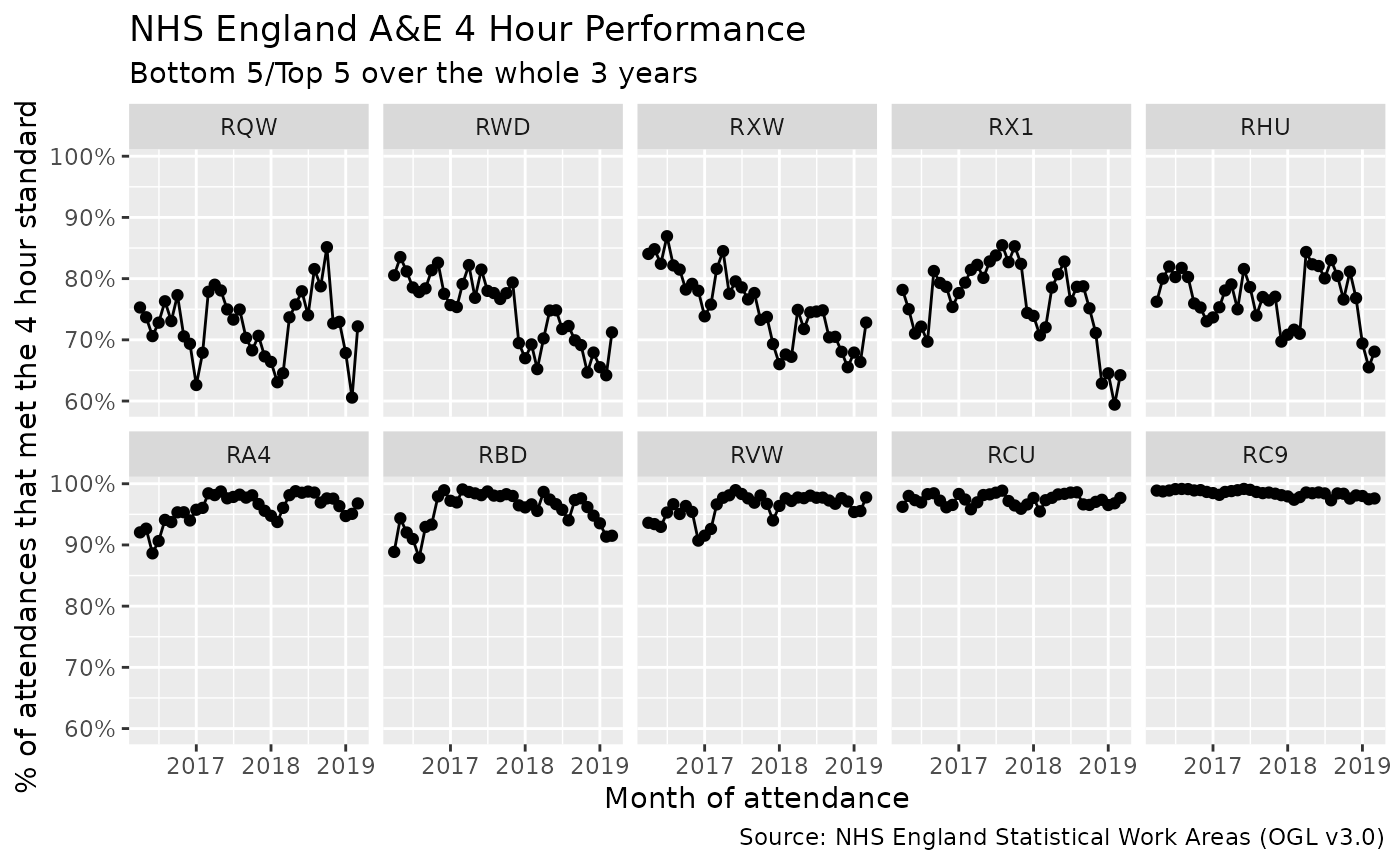 NHS England A&E 4 Hour Performance
Bottom 5/Top 5 over the whole 3 years
% of attendances that met the 4 hour standard
RQW RWD RXW RX1 RHU
100%
90%
80%
70%
60%
RA4 RBD RVW RCU RC9
100%
90%
80%
70%
60%
2017 2018 2019 2017 2018 2019 2017 2018 2019 2017 2018 2019 2017 2018 2019
Month of attendance
Source: NHS England Statistical Work Areas (OGL v3.0)